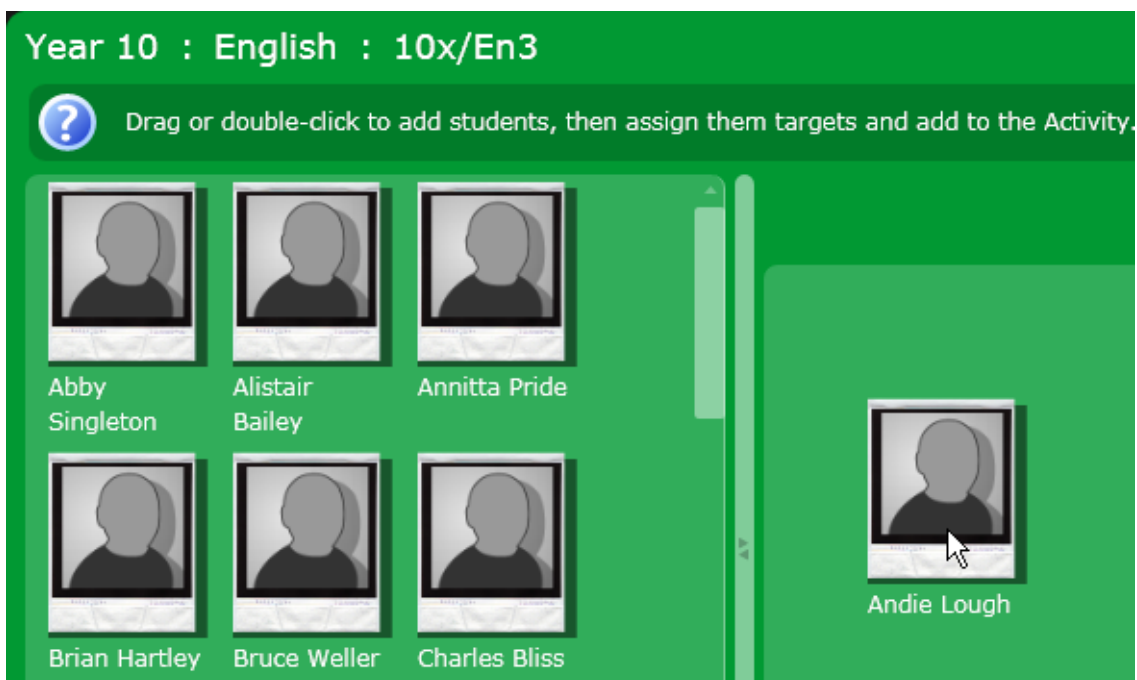 Year 10 : English : 10x/En3
Drag or double-click to add students, then assign them targets and add to the Activity.
Abby
Singleton
Alistair
Bailey
Annitta Pride
Brian Hartley
Bruce Weller
Charles Bliss
Andie Lough